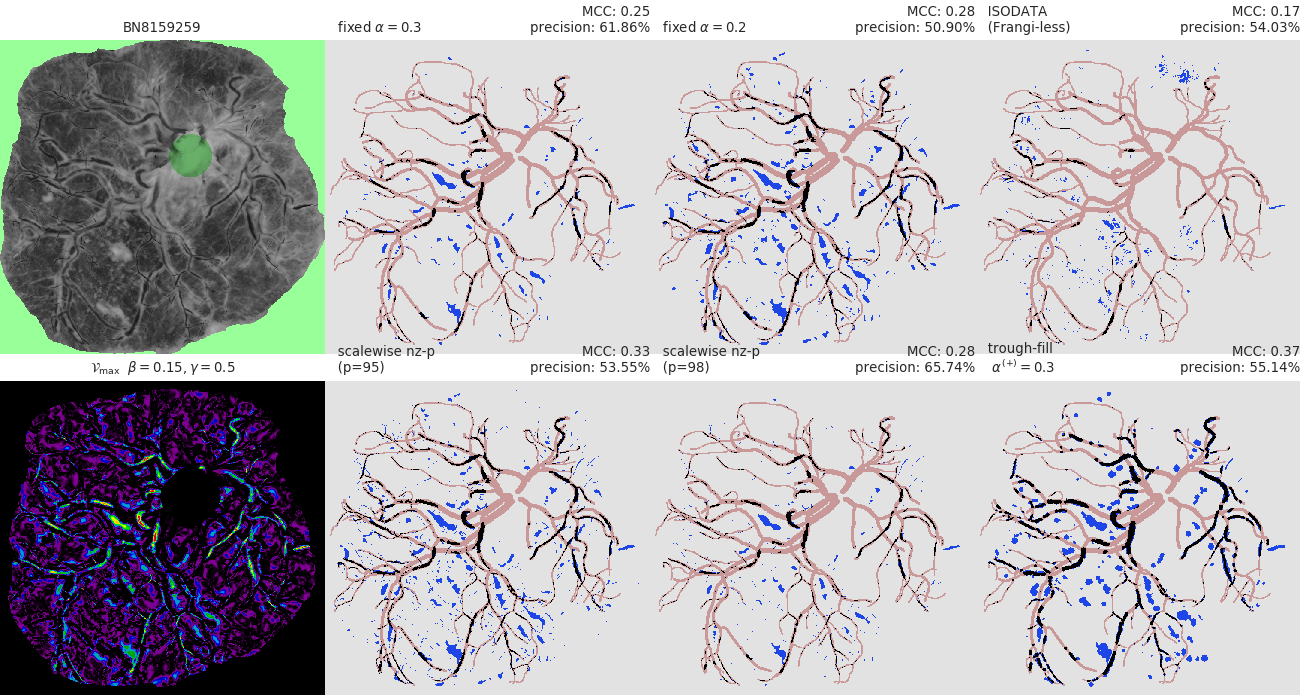 BN8159259
fixed α = 0.3
MCC: 0.25
precision: 61.86%
fixed α = 0.2
MCC: 0.28
precision: 50.90%
ISODATA
(Frangi-less)
MCC: 0.17
precision: 54.03%
𝒱max β = 0.15, γ = 0.5
scalewise nz-p
(p=95)
MCC: 0.33
precision: 53.55%
scalewise nz-p
(p=98)
MCC: 0.28
precision: 65.74%
trough-fill
α(+) = 0.3
MCC: 0.37
precision: 55.14%